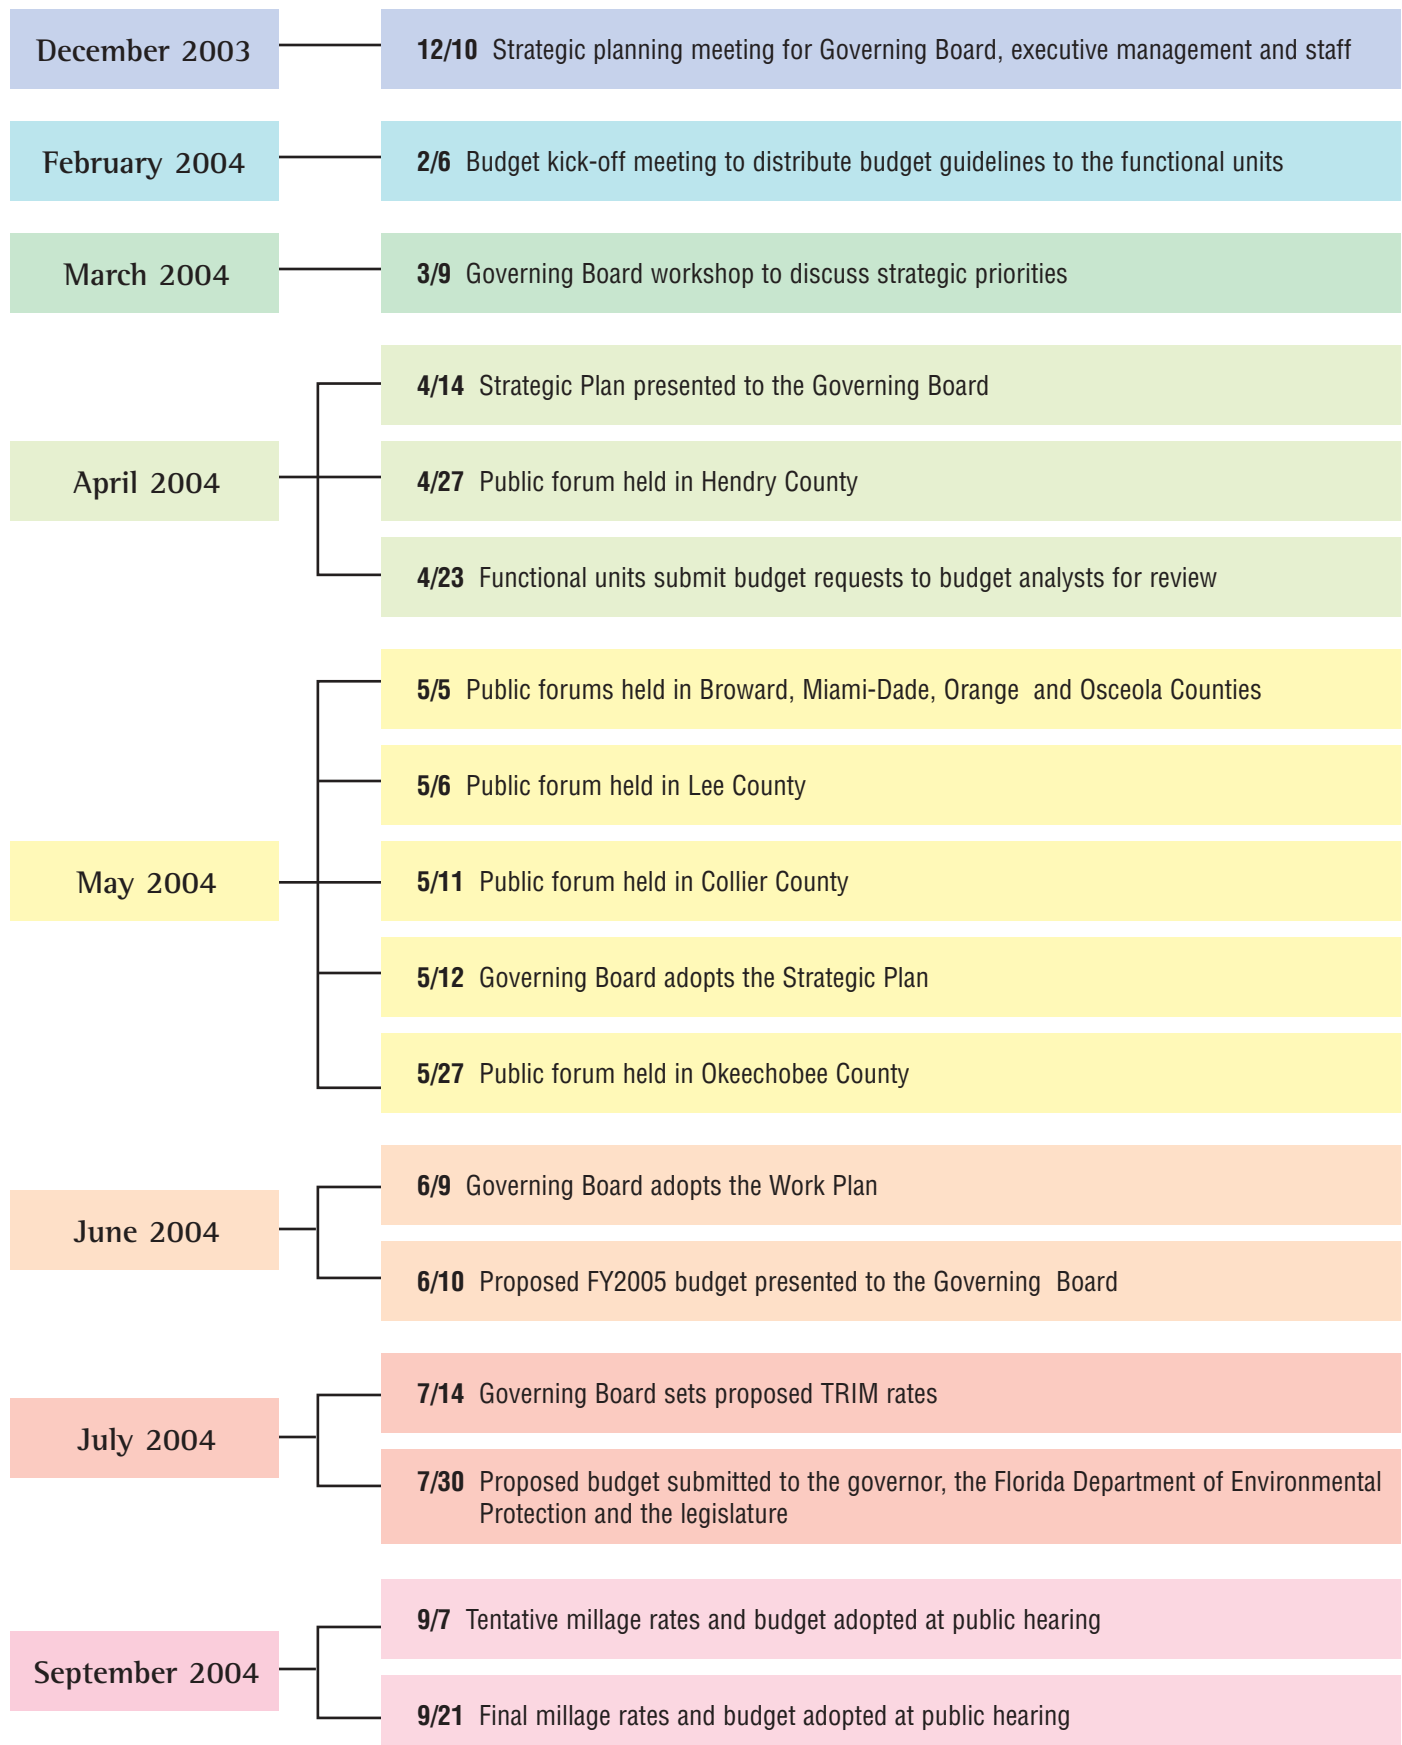 December 2003
12/10 Strategic planning meeting for Governing Board, executive management and staff
February 2004
2/6 Budget kick-off meeting to distribute budget guidelines to the functional units
March 2004
3/9 Governing Board workshop to discuss strategic priorities
April 2004
4/14 Strategic Plan presented to the Governing Board
4/27 Public forum held in Hendry County
4/23 Functional units submit budget requests to budget analysts for review
May 2004
5/5 Public forums held in Broward, Miami-Dade, Orange and Osceola Counties
5/6 Public forum held in Lee County
5/11 Public forum held in Collier County
5/12 Governing Board adopts the Strategic Plan
5/27 Public forum held in Okeechobee County
June 2004
6/9 Governing Board adopts the Work Plan
6/10 Proposed FY2005 budget presented to the Governing Board
July 2004
7/14 Governing Board sets proposed TRIM rates
7/30 Proposed budget submitted to the governor, the Florida Department of Environmental
Protection and the legislature
September 2004
9/7 Tentative millage rates and budget adopted at public hearing
9/21 Final millage rates and budget adopted at public hearing